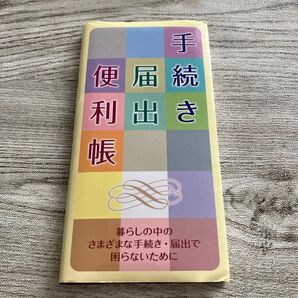 手続き
届出
便利帳
暮らしの中の
さまざまな手続き・届出で
困らないために